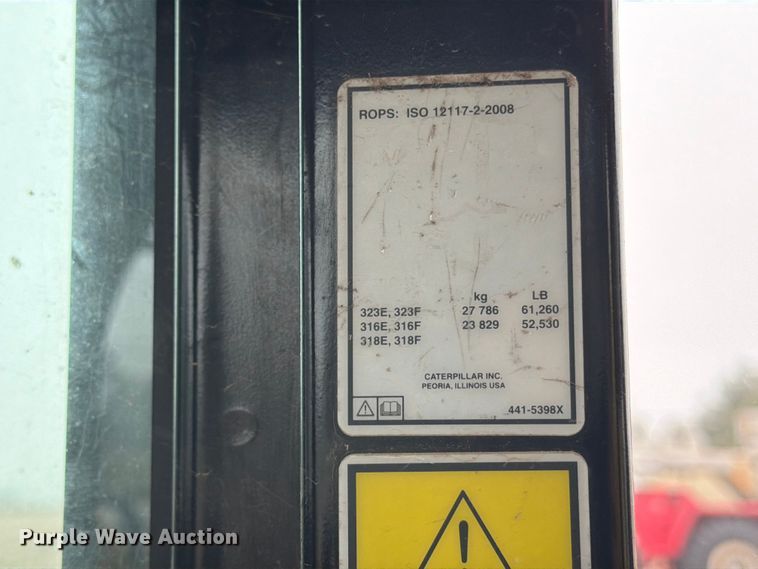 ROPS: ISO 12117-2-2008
kg LB
323E, 323F 27 786 61,260
316E, 316F 23 829 52,530
318E, 318F
CATERPILLAR INC.
PEORIA, ILLINOIS USA
441-5398X
!
Purple Wave Auction